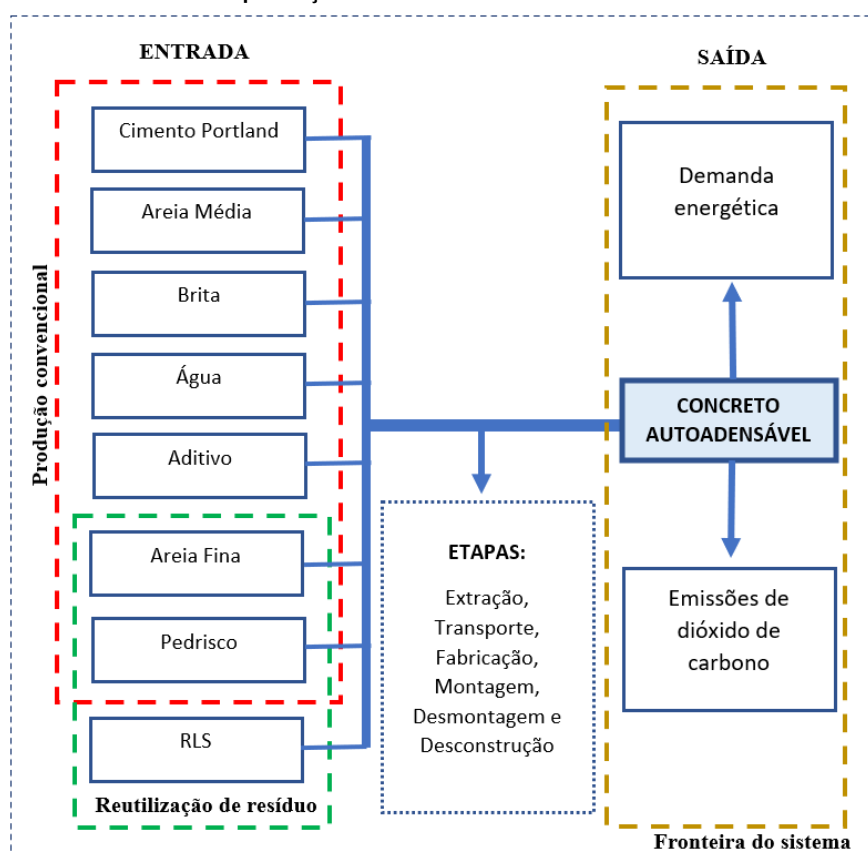 ENTRADA
Produção convencional
Cimento Portland
Areia Média
Brita
Água
Aditivo
Areia Fina
Pedrisco
RLS
Reutilização de resíduo
ETAPAS:
Extração,
Transporte,
Fabricação,
Montagem,
Desmontagem e
Desconstrução
SAÍDA
Demanda
energética
CONCRETO
AUTOADENSÁVEL
Emissões de
dióxido de
carbono
Fronteira do sistema